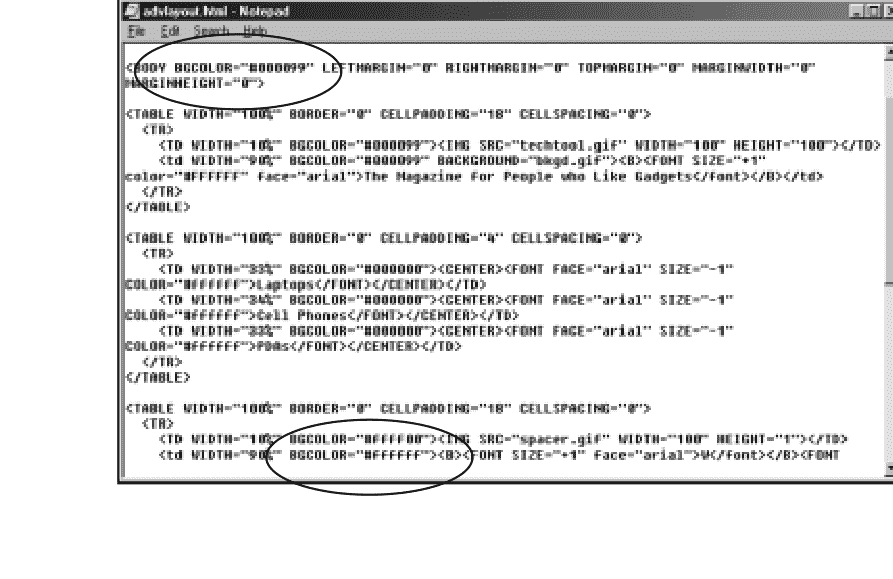 advlayout.html - Notepad
File Edit Search Help
<BODY BGCOLOR="#000099" LEFTMARGIN="0" RIGHTMARGIN="0" TOPMARGIN="0" MARGINWIDTH="0"
MARGINHEIGHT="0">
<TABLE WIDTH="100%" BORDER="0" CELLPADDING="10" CELLSPACING="0">
<TR>
<TD WIDTH="10%" BGCOLOR="#000099"><IMG SRC="techtool.gif" WIDTH="100" HEIGHT="100"></TD>
<td WIDTH="90%" BGCOLOR="#000099" BACKGROUND="bkgd.gif"><B><FONT SIZE="+1"
color="#FFFFFF" face="arial">The Magazine for People who Like Gadgets</font></B></td>
</TR>
</TABLE>
<TABLE WIDTH="100%" BORDER="0" CELLPADDING="4" CELLSPACING="0">
<TR>
<TD WIDTH="33%" BGCOLOR="#000000"><CENTER><FONT FACE="arial" SIZE="-1"
COLOR="#ffffff">Laptops</FONT></CENTER></TD>
<TD WIDTH="34%" BGCOLOR="#000000"><CENTER><FONT FACE="arial" SIZE="-1"
COLOR="#ffffff">Cell Phones</FONT></CENTER></TD>
<TD WIDTH="33%" BGCOLOR="#000000"><CENTER><FONT FACE="arial" SIZE="-1"
COLOR="#ffffff">PDAs</FONT></CENTER></TD>
</TR>
</TABLE>
<TABLE WIDTH="100%" BORDER="0" CELLPADDING="10" CELLSPACING="0">
<TR>
<TD WIDTH="10%" BGCOLOR="#ffff00"><IMG SRC="spacer.gif" WIDTH="100" HEIGHT="1"></TD>
<td WIDTH="90%" BGCOLOR="#ffffff"><B><FONT SIZE="+1" face="arial">W</font></B><FONT